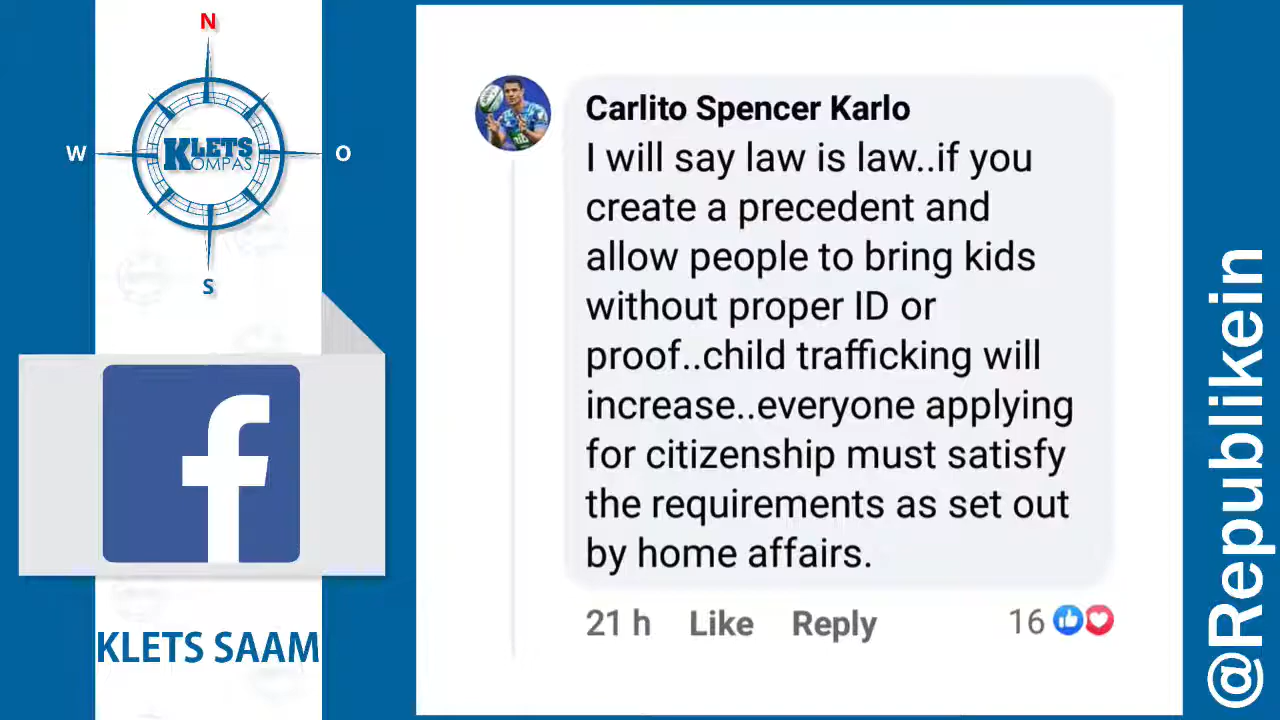 N
W
O
S
KLETS
KOMPAS
KLETS SAAM
Carlito Spencer Karlo
I will say law is law..if you
create a precedent and
allow people to bring kids
without proper ID or
proof..child trafficking will
increase..everyone applying
for citizenship must satisfy
the requirements as set out
by home affairs.
21 h Like Reply 16
@Republikein